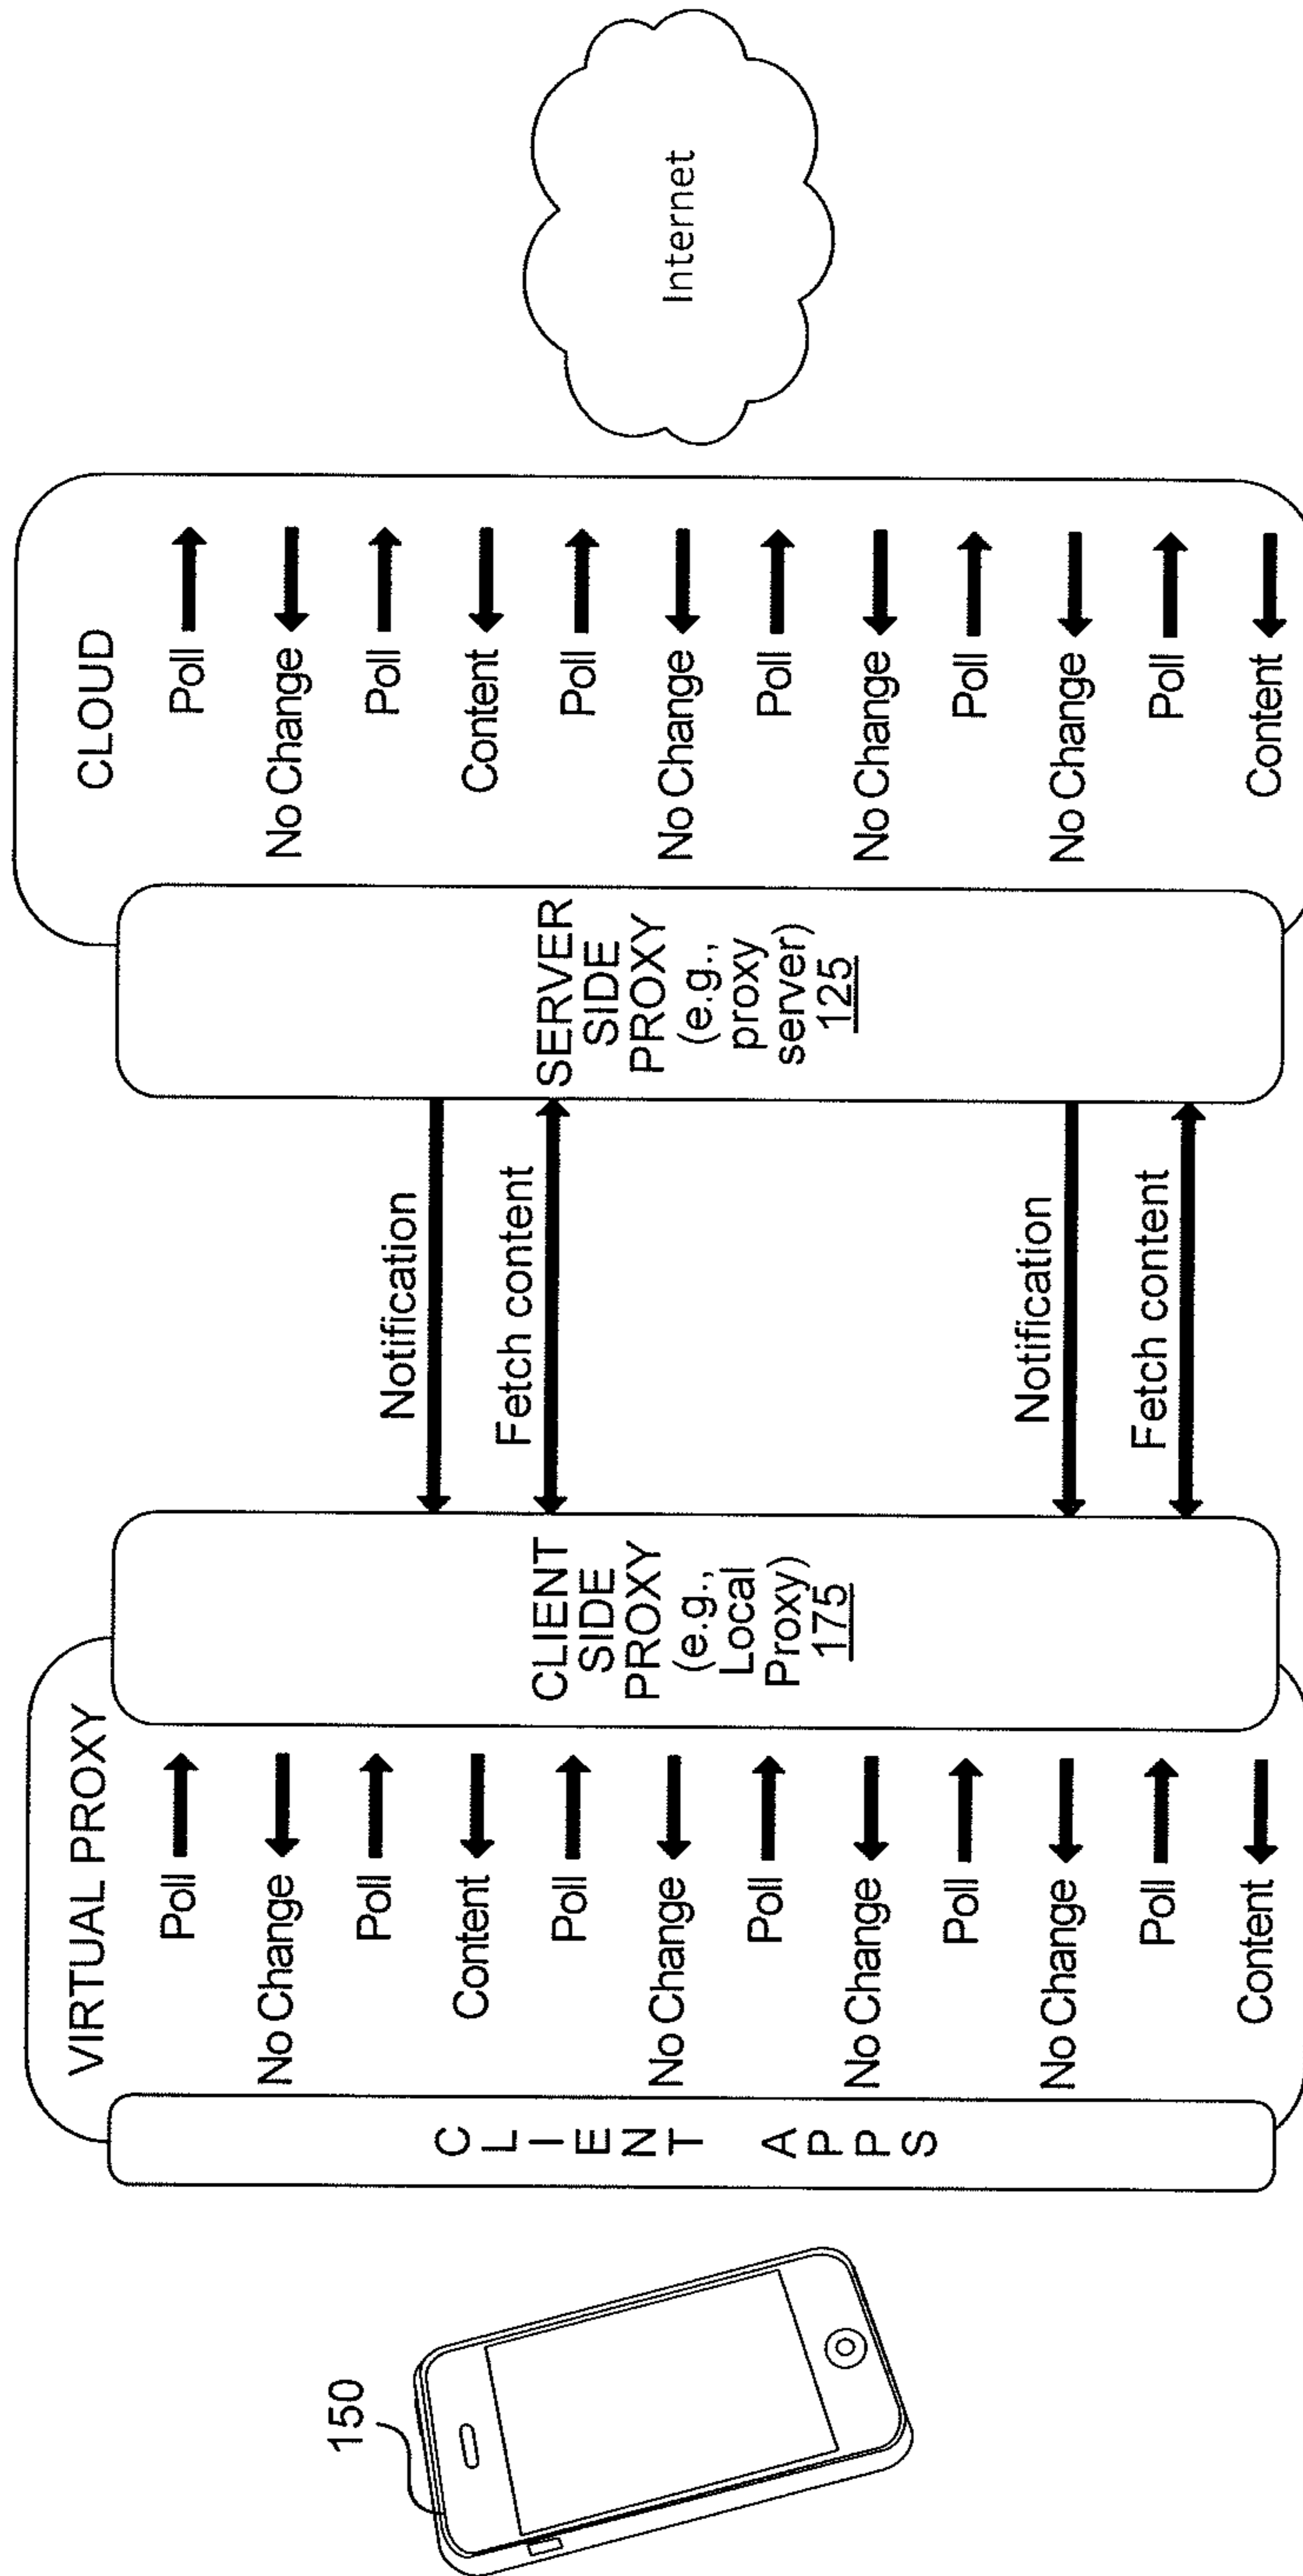 150
CLIENT APPS
VIRTUAL PROXY
Poll
No Change
Poll
Content
Poll
No Change
Poll
No Change
Poll
No Change
Poll
Content
CLIENT
SIDE
PROXY
(e.g.,
Local
Proxy)
175
Notification
Fetch content
Notification
Fetch content
SERVER
SIDE
PROXY
(e.g.,
proxy
server)
125
CLOUD
Poll
No Change
Poll
Content
Poll
No Change
Poll
No Change
Poll
No Change
Poll
Content
Internet